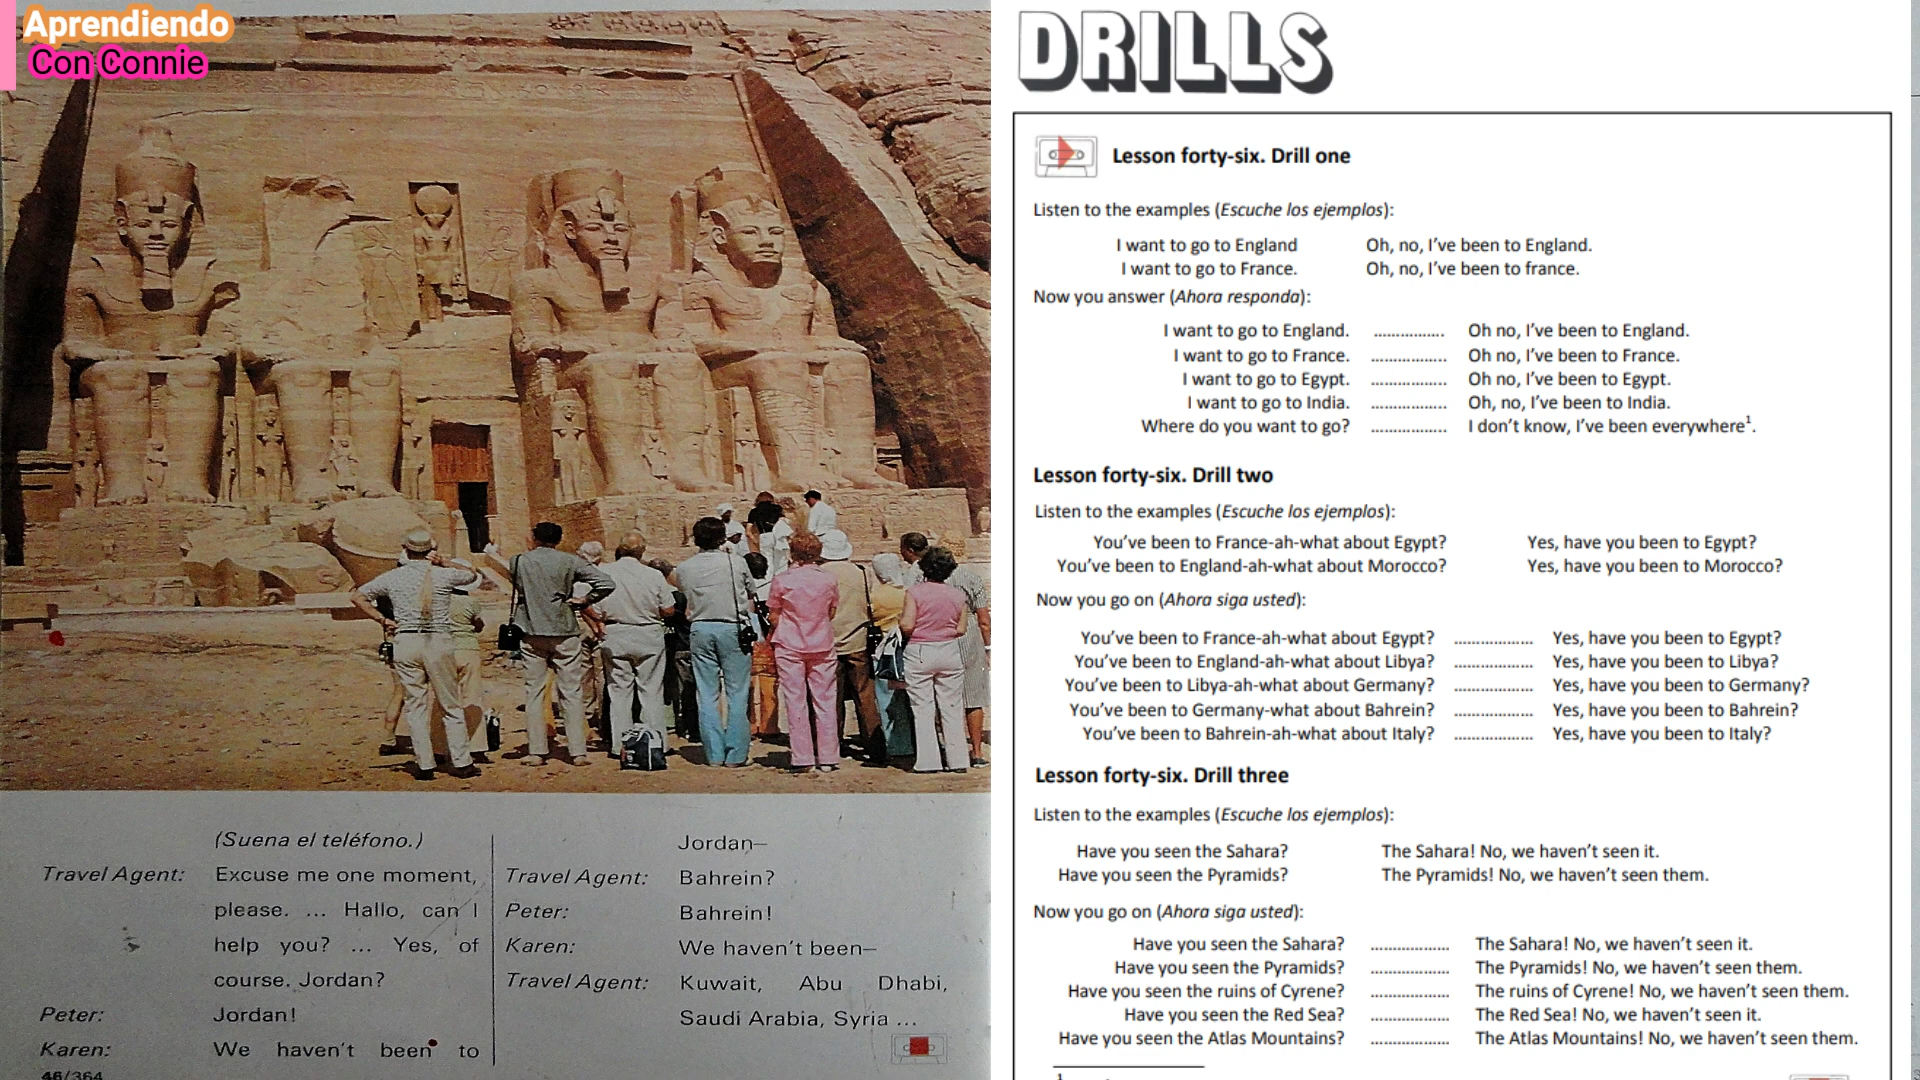 Aprendiendo
Con Connie
(Suena el teléfono.)
Travel Agent: Excuse me one moment,
please. ... Hallo, can I
help you? ... Yes, of
course. Jordan?
Peter: Jordan!
Karen: We haven't been to
46/364
Jordan—
Travel Agent: Bahrein?
Peter: Bahrein!
Karen: We haven't been—
Travel Agent: Kuwait, Abu Dhabi,
Saudi Arabia, Syria ...
DRILLS
Lesson forty-six. Drill one
Listen to the examples (Escuche los ejemplos):
I want to go to England Oh, no, I've been to England.
I want to go to France. Oh, no, I've been to france.
Now you answer (Ahora responda):
I want to go to England. ................ Oh no, I've been to England.
I want to go to France. ................. Oh no, I've been to France.
I want to go to Egypt. ................. Oh no, I've been to Egypt.
I want to go to India. ................. Oh, no, I've been to India.
Where do you want to go? ................. I don't know, I've been everywhere¹.
Lesson forty-six. Drill two
Listen to the examples (Escuche los ejemplos):
You've been to France-ah-what about Egypt? Yes, have you been to Egypt?
You've been to England-ah-what about Morocco? Yes, have you been to Morocco?
Now you go on (Ahora siga usted):
You've been to France-ah-what about Egypt? .................. Yes, have you been to Egypt?
You've been to England-ah-what about Libya? .................. Yes, have you been to Libya?
You've been to Libya-ah-what about Germany? .................. Yes, have you been to Germany?
You've been to Germany-what about Bahrein? .................. Yes, have you been to Bahrein?
You've been to Bahrein-ah-what about Italy? .................. Yes, have you been to Italy?
Lesson forty-six. Drill three
Listen to the examples (Escuche los ejemplos):
Have you seen the Sahara? The Sahara! No, we haven't seen it.
Have you seen the Pyramids? The Pyramids! No, we haven't seen them.
Now you go on (Ahora siga usted):
Have you seen the Sahara? .................. The Sahara! No, we haven't seen it.
Have you seen the Pyramids? .................. The Pyramids! No, we haven't seen them.
Have you seen the ruins of Cyrene? .................. The ruins of Cyrene! No, we haven't seen them.
Have you seen the Red Sea? .................. The Red Sea! No, we haven't seen it.
Have you seen the Atlas Mountains? .................. The Atlas Mountains! No, we haven't seen them.
1